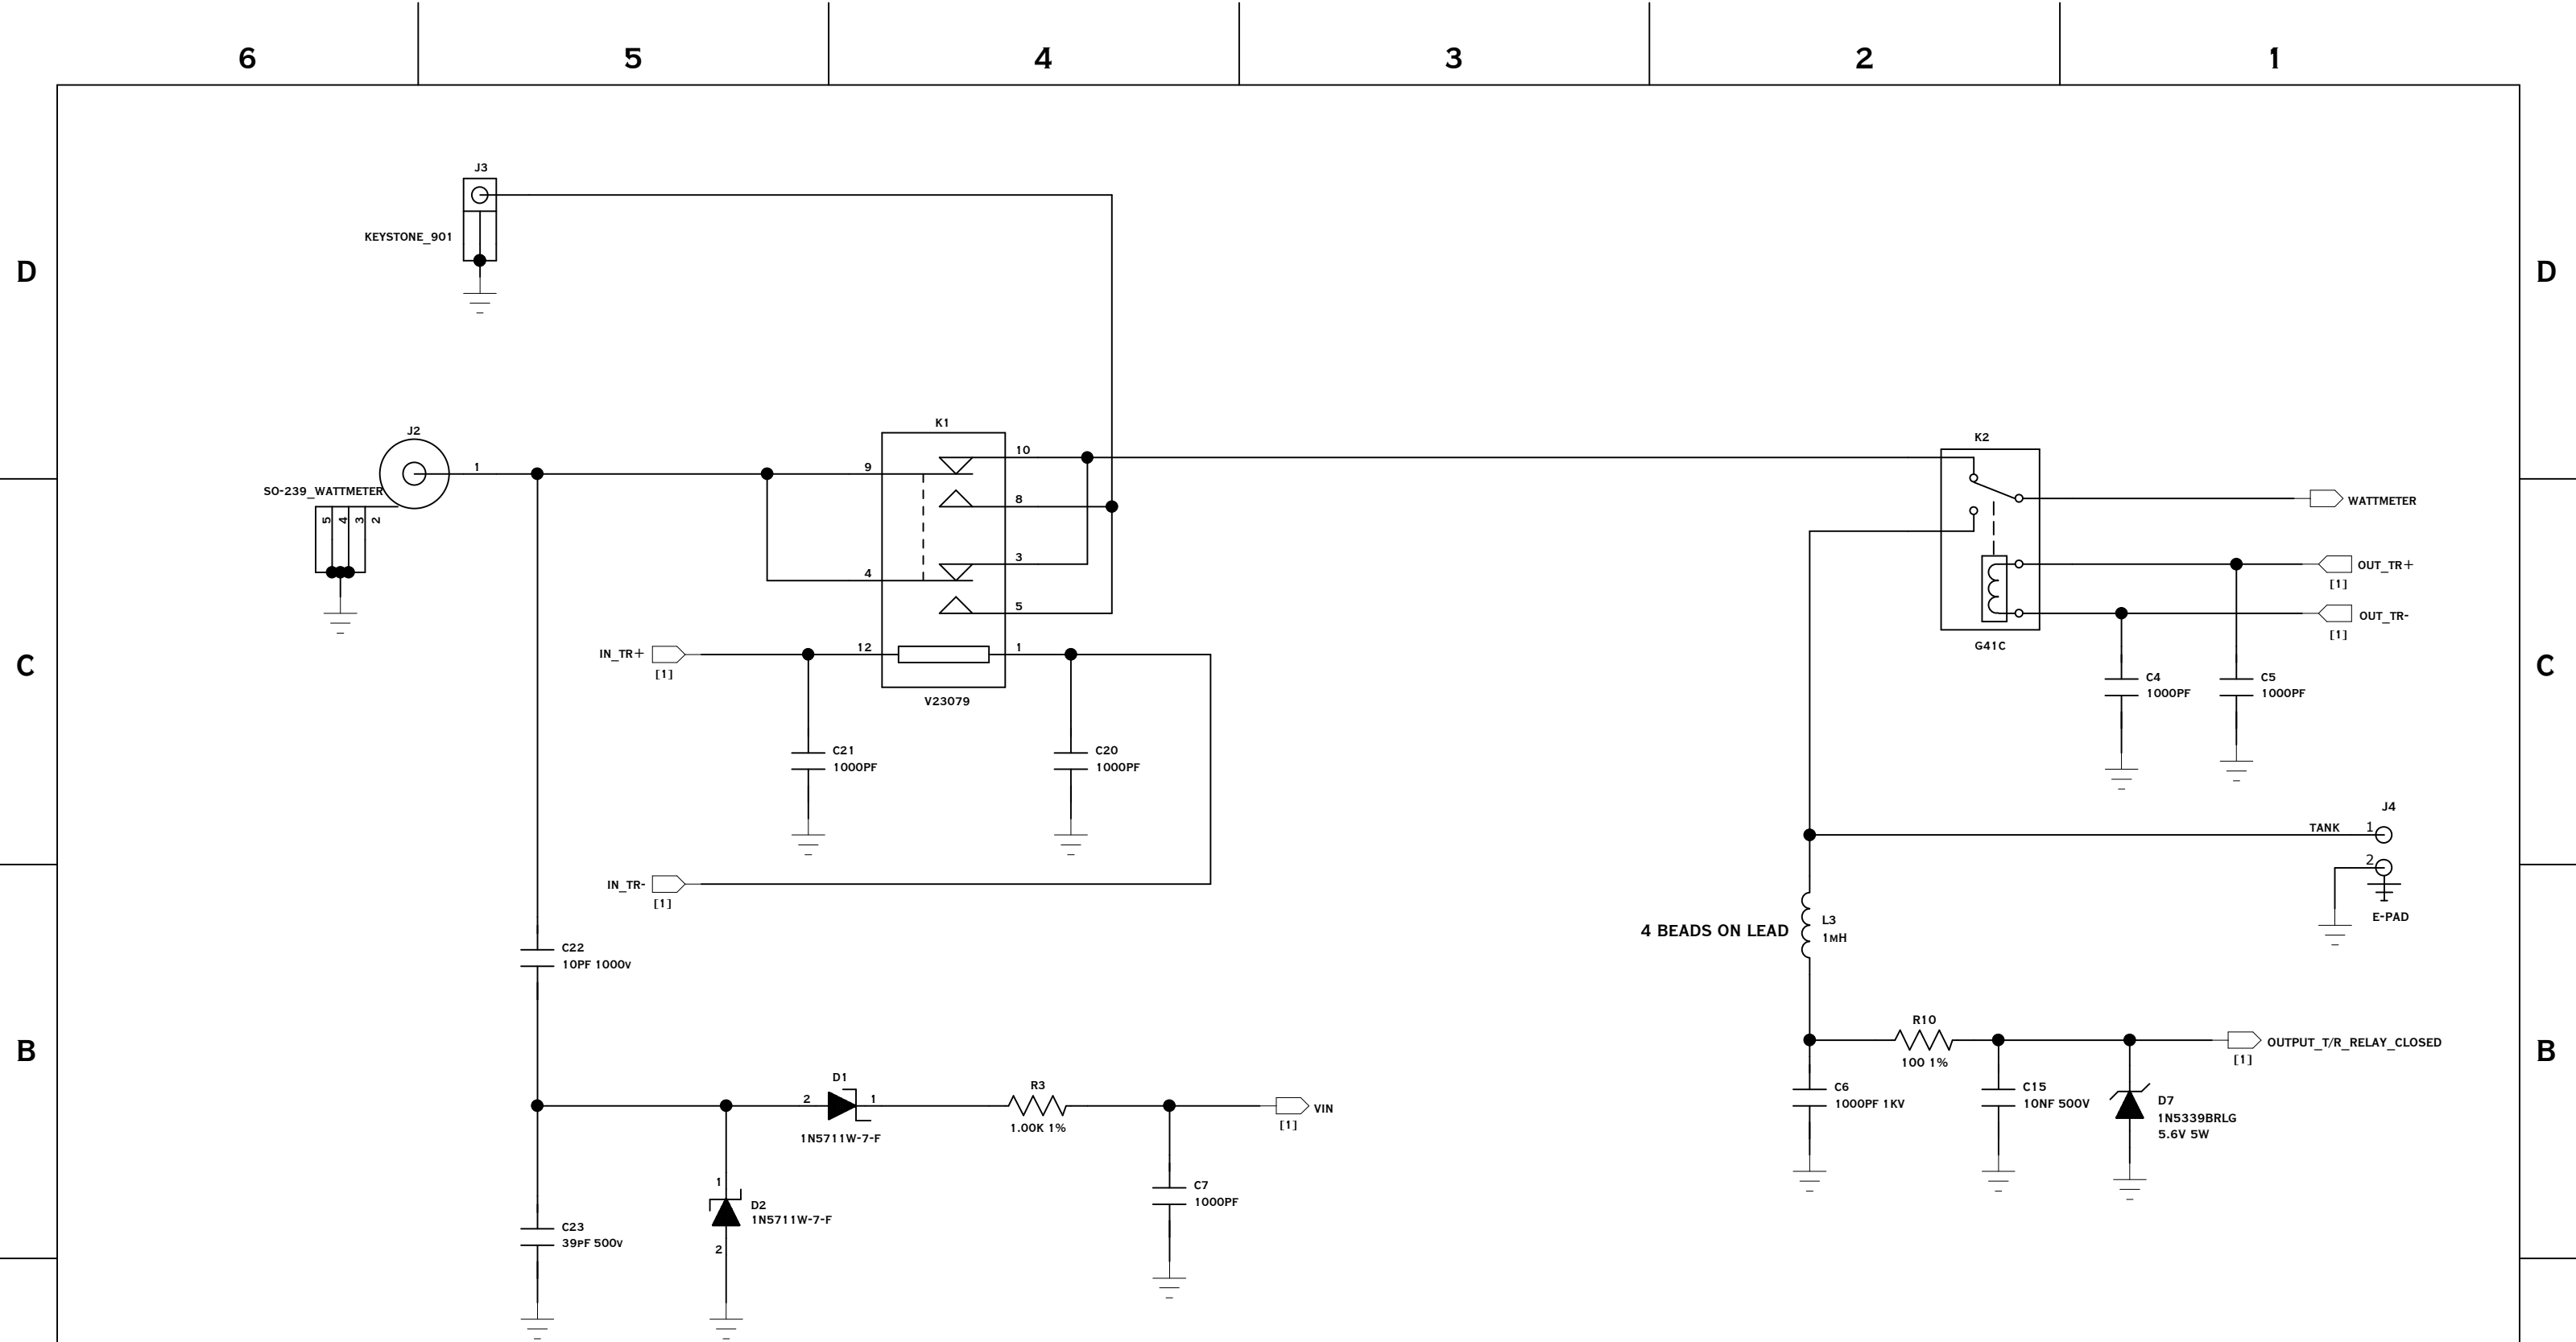 6 5 4 3 2 1
D D
C C
B B
J3
KEYSTONE_901
J2
1
SO-239_WATTMETER
5 4 3 2
K1
9
10
8
3
4
5
12
1
V23079
IN_TR+
[1]
C21
1000PF
C20
1000PF
IN_TR-
[1]
K2
G41C
WATTMETER
OUT_TR+
[1]
OUT_TR-
[1]
C4
1000PF
C5
1000PF
J4
TANK 1
2
E-PAD
4 BEADS ON LEAD
L3
1MH
C22
10PF 1000V
R10
100 1%
OUTPUT_T/R_RELAY_CLOSED
[1]
C6
1000PF 1KV
C15
10NF 500V
D7
1N5339BRLG
5.6V 5W
D1
2 1
1N5711W-7-F
R3
1.00K 1%
VIN
[1]
1
D2
1N5711W-7-F
2
C7
1000PF
C23
39PF 500V